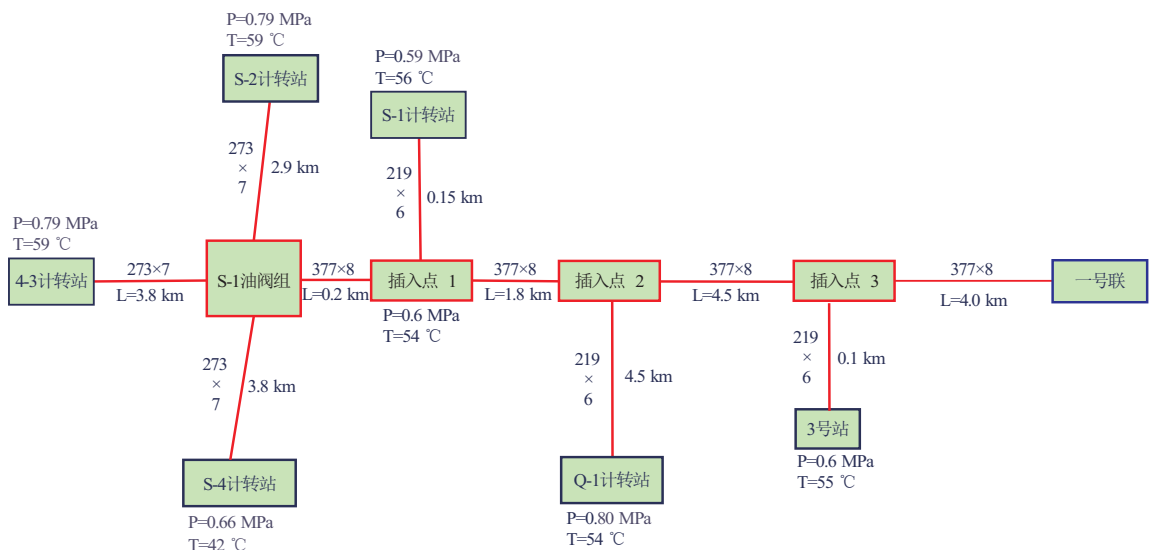 P=0.79 MPa
T=59 ℃
S-2计转站
P=0.59 MPa
T=56 ℃
S-1计转站
273
×
7
2.9 km
219
×
6
0.15 km
P=0.79 MPa
T=59 ℃
4-3计转站
273×7
L=3.8 km
S-1油阀组
377×8
L=0.2 km
插入点 1
P=0.6 MPa
T=54 ℃
377×8
L=1.8 km
插入点 2
377×8
L=4.5 km
插入点 3
377×8
L=4.0 km
一号联
273
×
7
3.8 km
219
×
6
4.5 km
219
×
6
0.1 km
S-4计转站
P=0.66 MPa
T=42 ℃
Q-1计转站
P=0.80 MPa
T=54 ℃
3号站
P=0.6 MPa
T=55 ℃